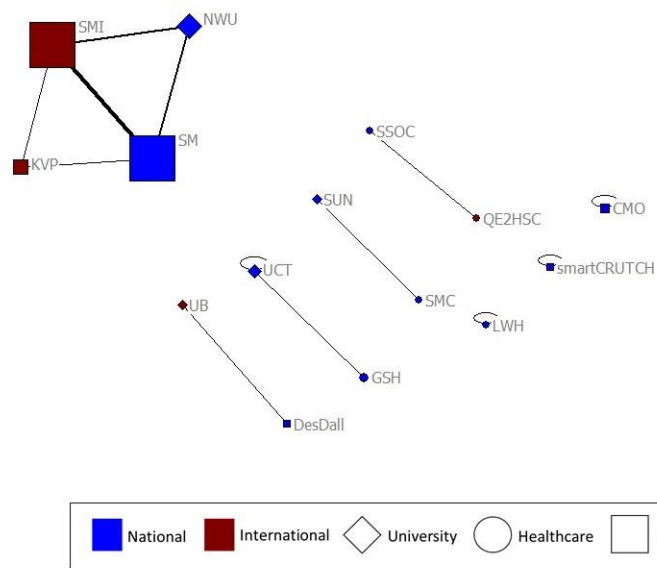 SMI
NWU
SM
KVP
SSOC
SUN
QE2HSC
CMO
UCT
smartCRUTCH
UB
SMC
LWH
GSH
DesDall
National International University Healthcare